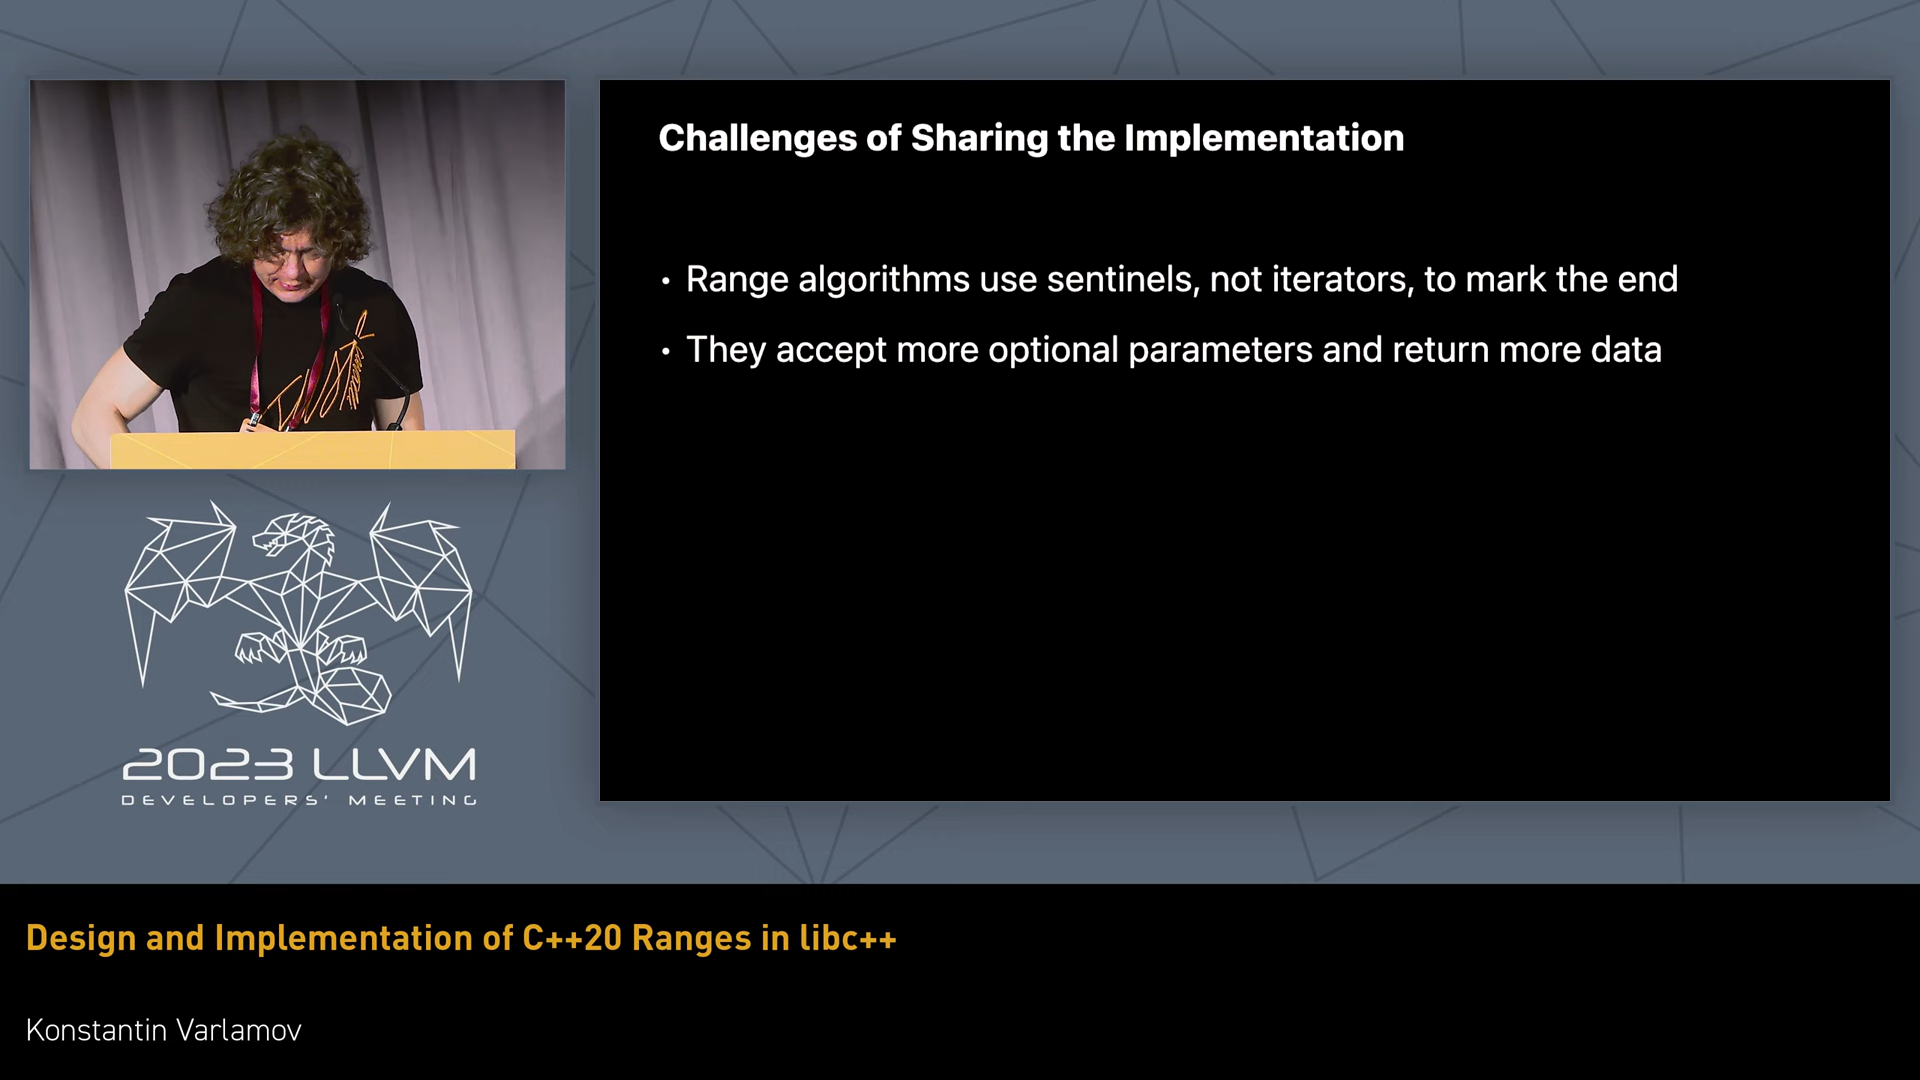 Challenges of Sharing the Implementation
• Range algorithms use sentinels, not iterators, to mark the end
• They accept more optional parameters and return more data
2023 LLVM
DEVELOPERS' MEETING
Design and Implementation of C++20 Ranges in libc++
Konstantin Varlamov